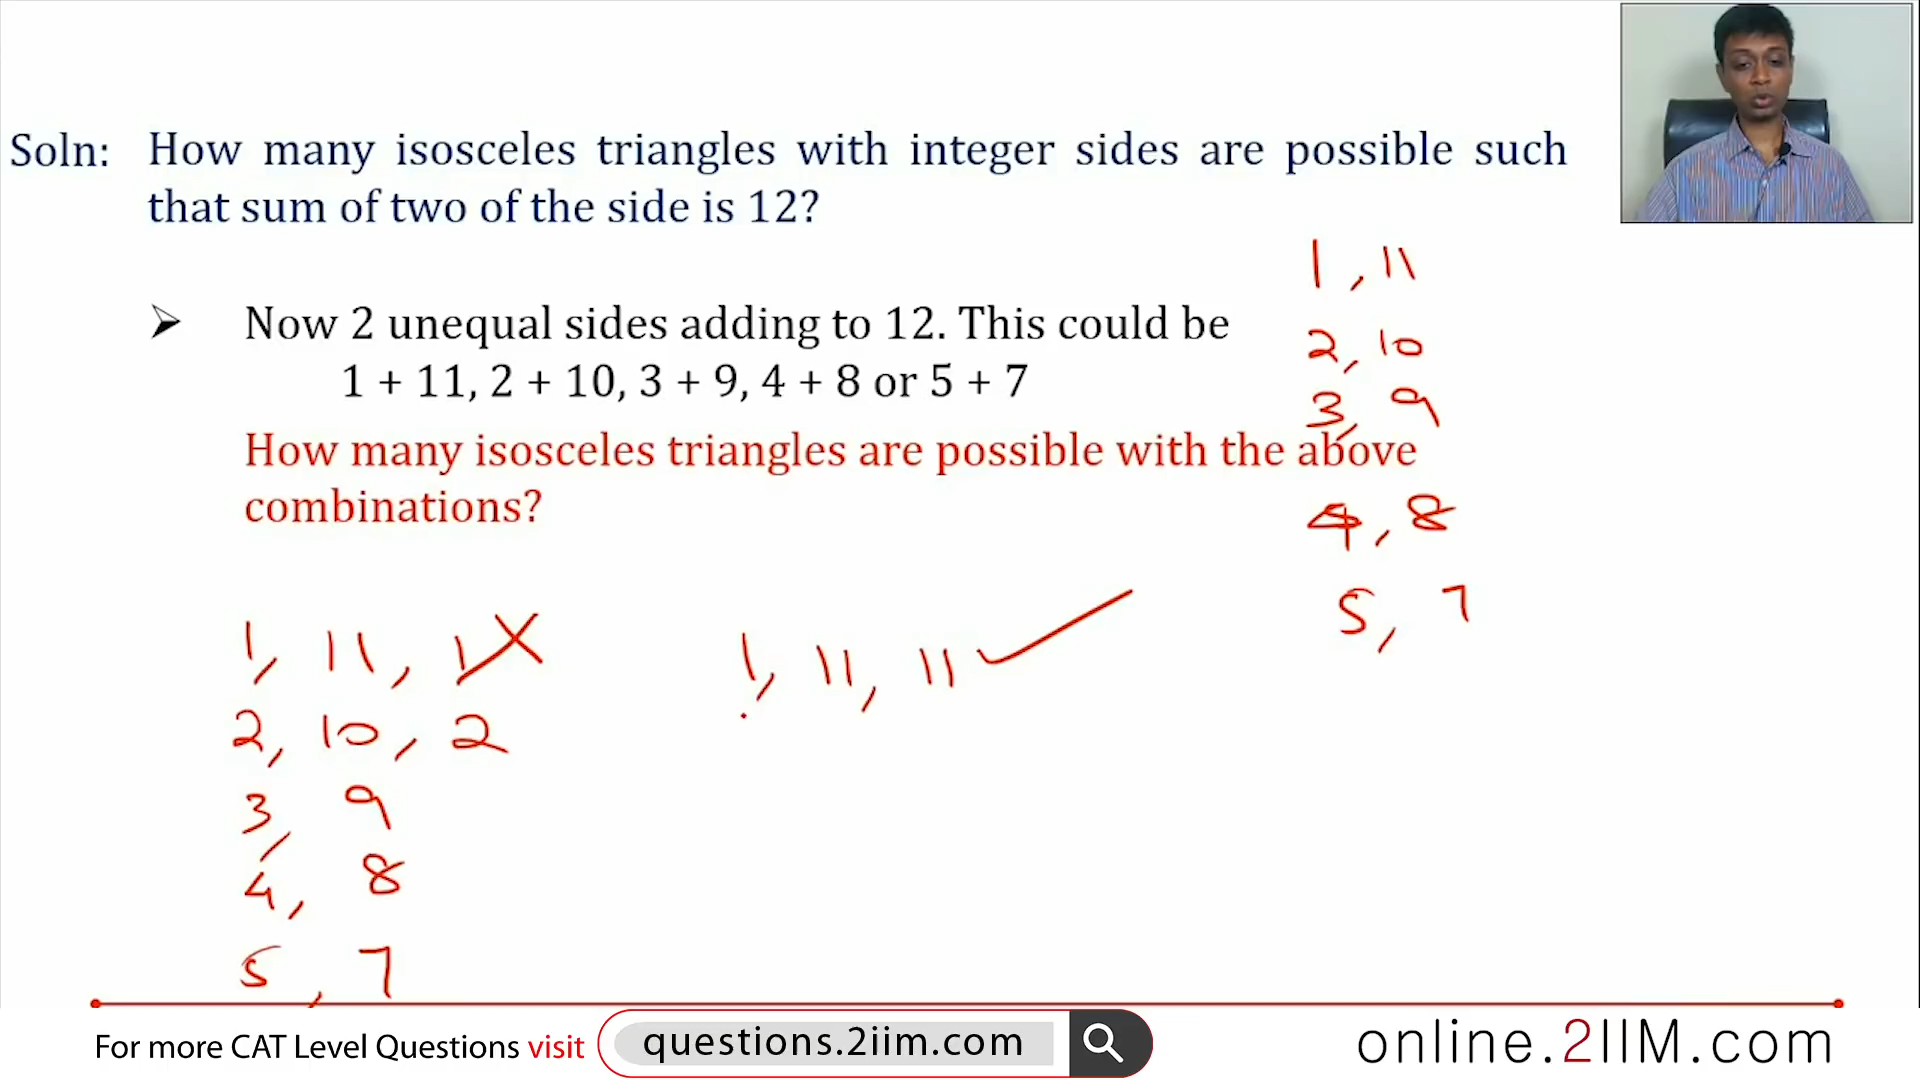 Soln: How many isosceles triangles with integer sides are possible such
that sum of two of the side is 12?
Now 2 unequal sides adding to 12. This could be
1 + 11, 2 + 10, 3 + 9, 4 + 8 or 5 + 7
How many isosceles triangles are possible with the above
combinations?
1, 11
2, 10
3, 9
4, 8
5, 7
1, 11, 1
2, 10, 2
3, 9
4, 8
5, 7
1, 11, 11
For more CAT Level Questions visit
questions.2iim.com
online.2IIM.com